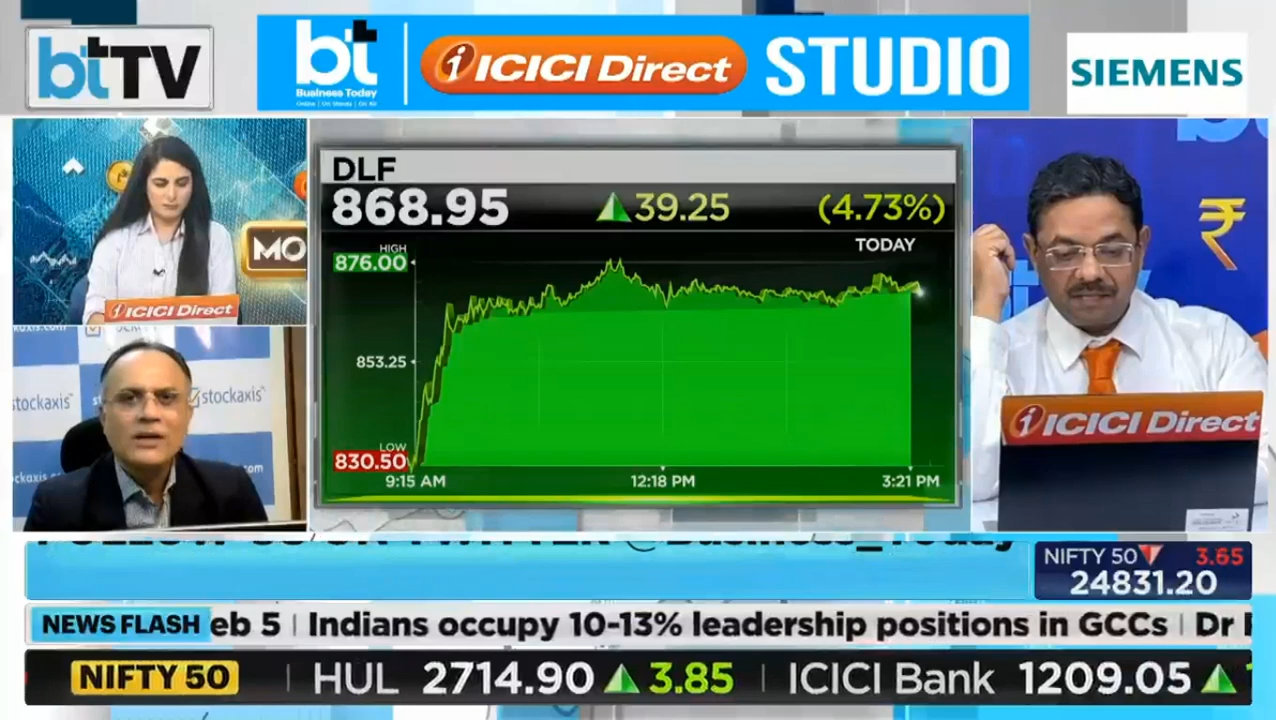 btTV
bt
Business Today
ICICI Direct
STUDIO
SIEMENS
DLF
868.95 39.25 (4.73%)
TODAY
HIGH
876.00
853.25
LOW
830.50
9:15 AM 12:18 PM 3:21 PM
MO
ICICI Direct
stockaxis
stockaxis
ICICI Direct
NIFTY 50 3.65
24831.20
NEWS FLASH eb 5 | Indians occupy 10-13% leadership positions in GCCs | Dr
NIFTY 50 | HUL 2714.90 3.85 | ICICI Bank 1209.05